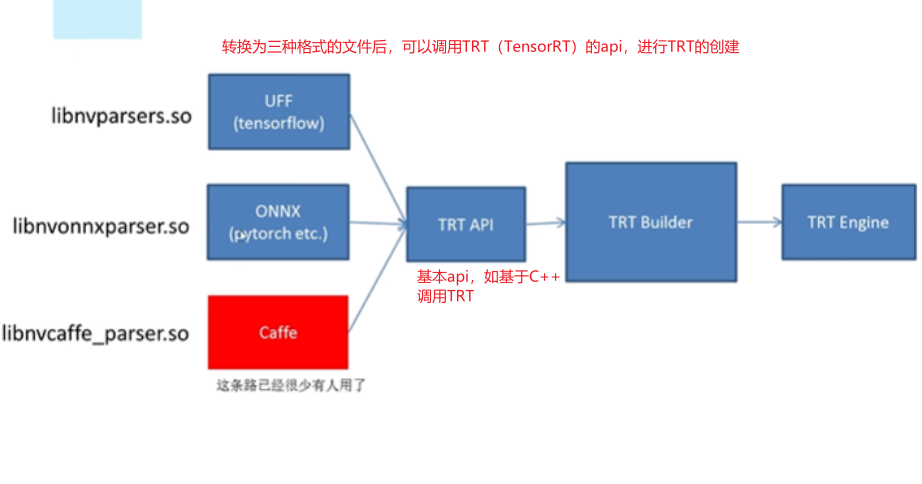 转换为三种格式的文件后，可以调用TRT（TensorRT）的api，进行TRT的创建
libnvparsers.so
UFF
(tensorflow)
libnvonnxparser.so
ONNX
(pytorch etc.)
TRT API
TRT Builder
TRT Engine
基本api，如基于C++
调用TRT
libnvcaffe_parser.so
Caffe
这条路已经很少有人用了